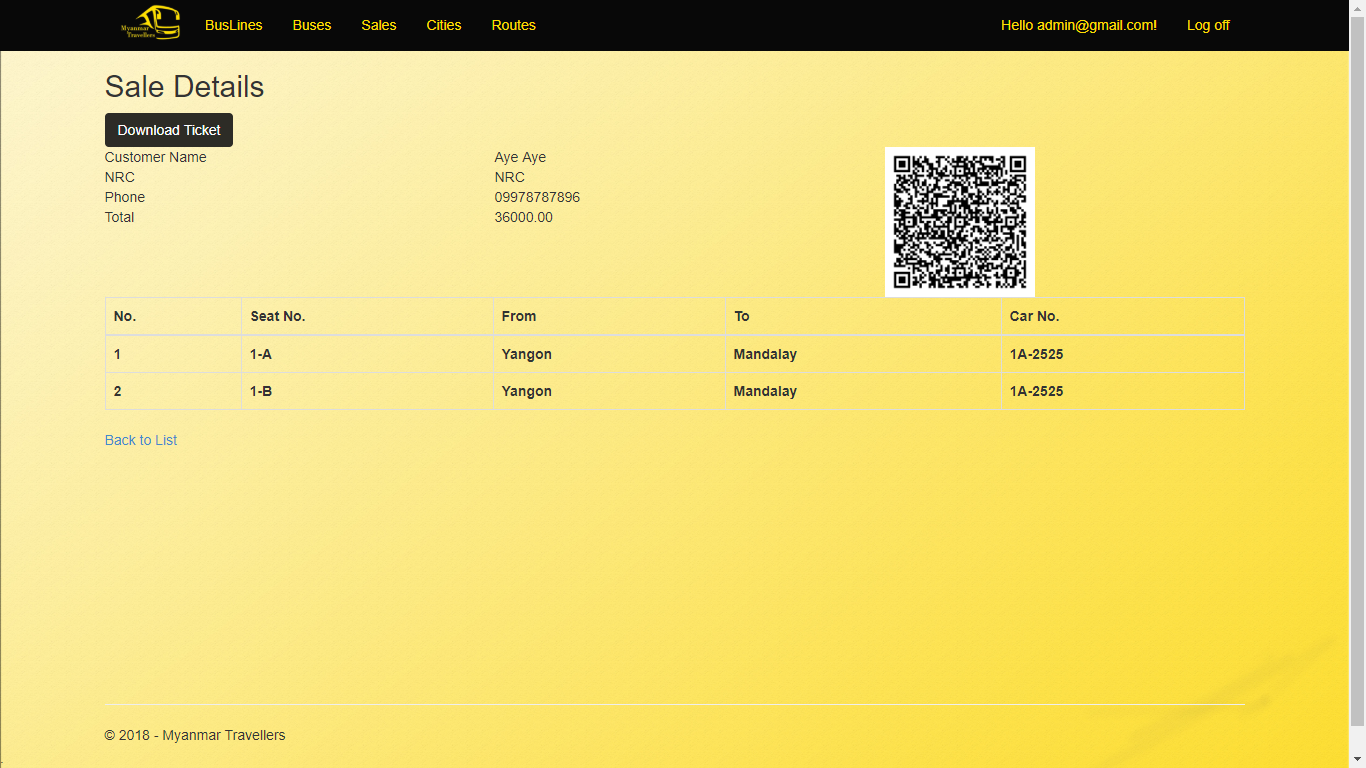 Myanmar
Travellers
BusLines Buses Sales Cities Routes Hello admin@gmail.com! Log off
Sale Details
Download Ticket
Customer Name Aye Aye
NRC NRC
Phone 09978787896
Total 36000.00
No. Seat No. From To Car No.
1 1-A Yangon Mandalay 1A-2525
2 1-B Yangon Mandalay 1A-2525
Back to List
© 2018 - Myanmar Travellers